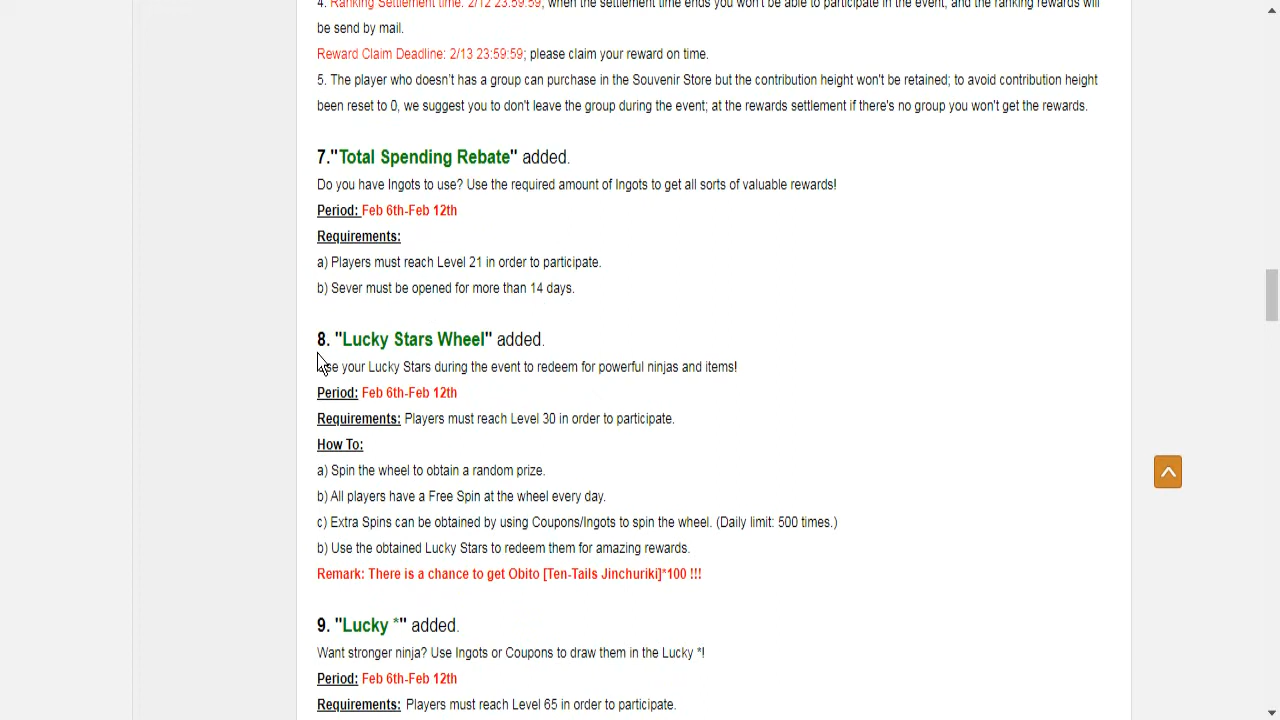 4. Ranking Settlement time: 2/12 23:59:59; when the settlement time ends you won't be able to participate in the event, and the ranking rewards will
be send by mail.
Reward Claim Deadline: 2/13 23:59:59; please claim your reward on time.
5. The player who doesn't has a group can purchase in the Souvenir Store but the contribution height won't be retained; to avoid contribution height
been reset to 0, we suggest you to don't leave the group during the event; at the rewards settlement if there's no group you won't get the rewards.
7."Total Spending Rebate" added.
Do you have Ingots to use? Use the required amount of Ingots to get all sorts of valuable rewards!
Period: Feb 6th-Feb 12th
Requirements:
a) Players must reach Level 21 in order to participate.
b) Sever must be opened for more than 14 days.
8. "Lucky Stars Wheel" added.
Use your Lucky Stars during the event to redeem for powerful ninjas and items!
Period: Feb 6th-Feb 12th
Requirements: Players must reach Level 30 in order to participate.
How To:
a) Spin the wheel to obtain a random prize.
b) All players have a Free Spin at the wheel every day.
c) Extra Spins can be obtained by using Coupons/Ingots to spin the wheel. (Daily limit: 500 times.)
b) Use the obtained Lucky Stars to redeem them for amazing rewards.
Remark: There is a chance to get Obito [Ten-Tails Jinchuriki]*100 !!!
9. "Lucky *" added.
Want stronger ninja? Use Ingots or Coupons to draw them in the Lucky *!
Period: Feb 6th-Feb 12th
Requirements: Players must reach Level 65 in order to participate.